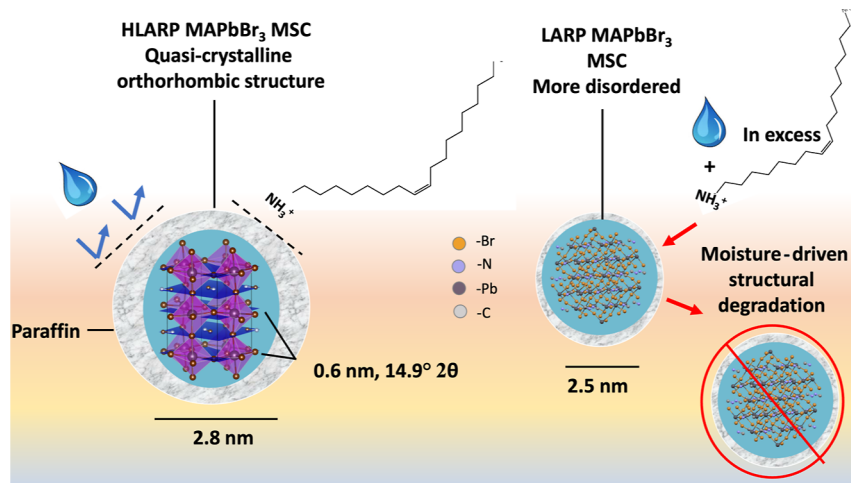 HLARP MAPbBr₃ MSC
Quasi-crystalline
orthorhombic structure
NH₃⁺
Paraffin
0.6 nm, 14.9° 2θ
2.8 nm
-Br
-N
-Pb
-C
LARP MAPbBr₃
MSC
More disordered
In excess
+
NH₃⁺
2.5 nm
Moisture-driven
structural
degradation